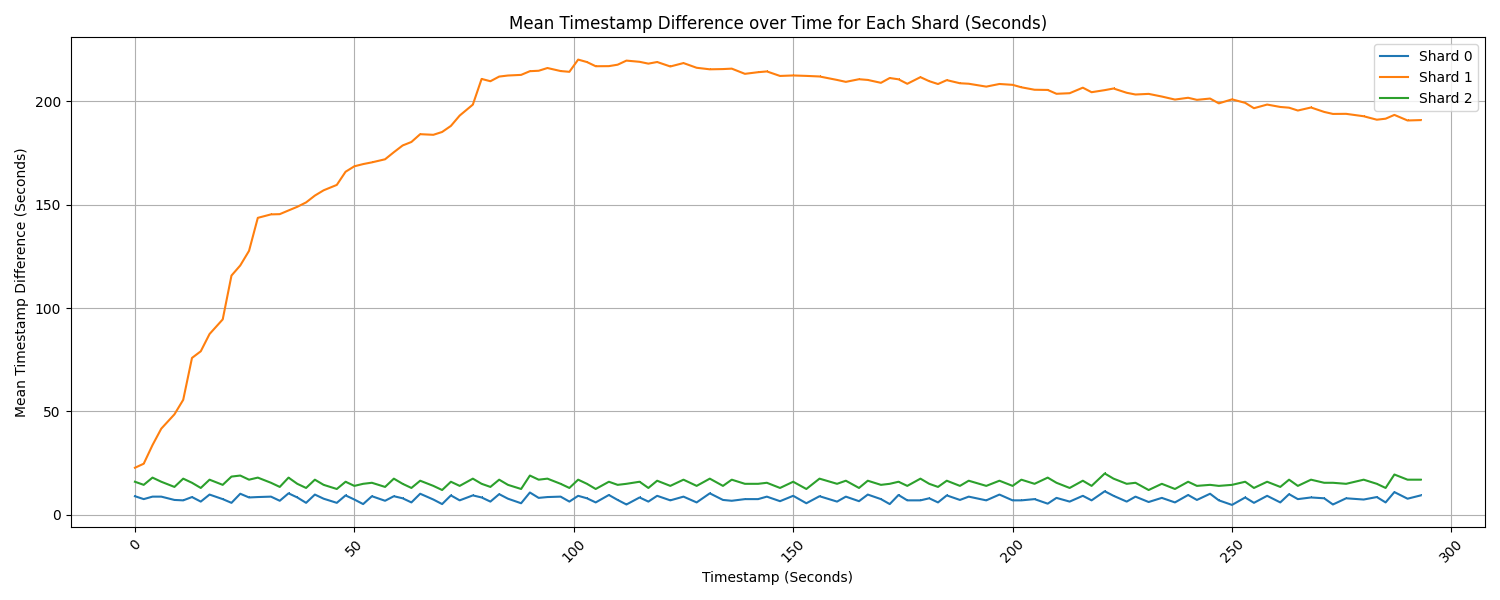 Mean Timestamp Difference over Time for Each Shard (Seconds)
Mean Timestamp Difference (Seconds)
200
150
100
50
0
Shard 0
Shard 1
Shard 2
0
50
100
150
200
250
300
Timestamp (Seconds)